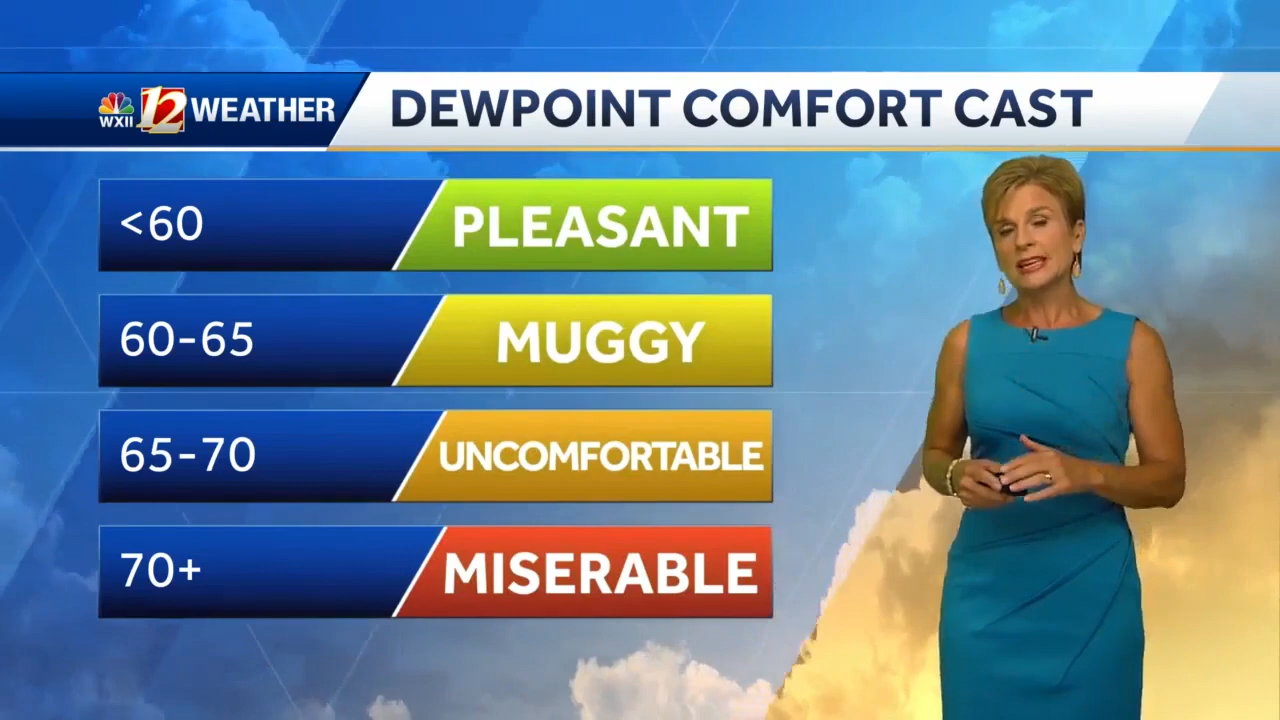 WXII 12 WEATHER
DEWPOINT COMFORT CAST
<60 PLEASANT
60-65 MUGGY
65-70 UNCOMFORTABLE
70+ MISERABLE